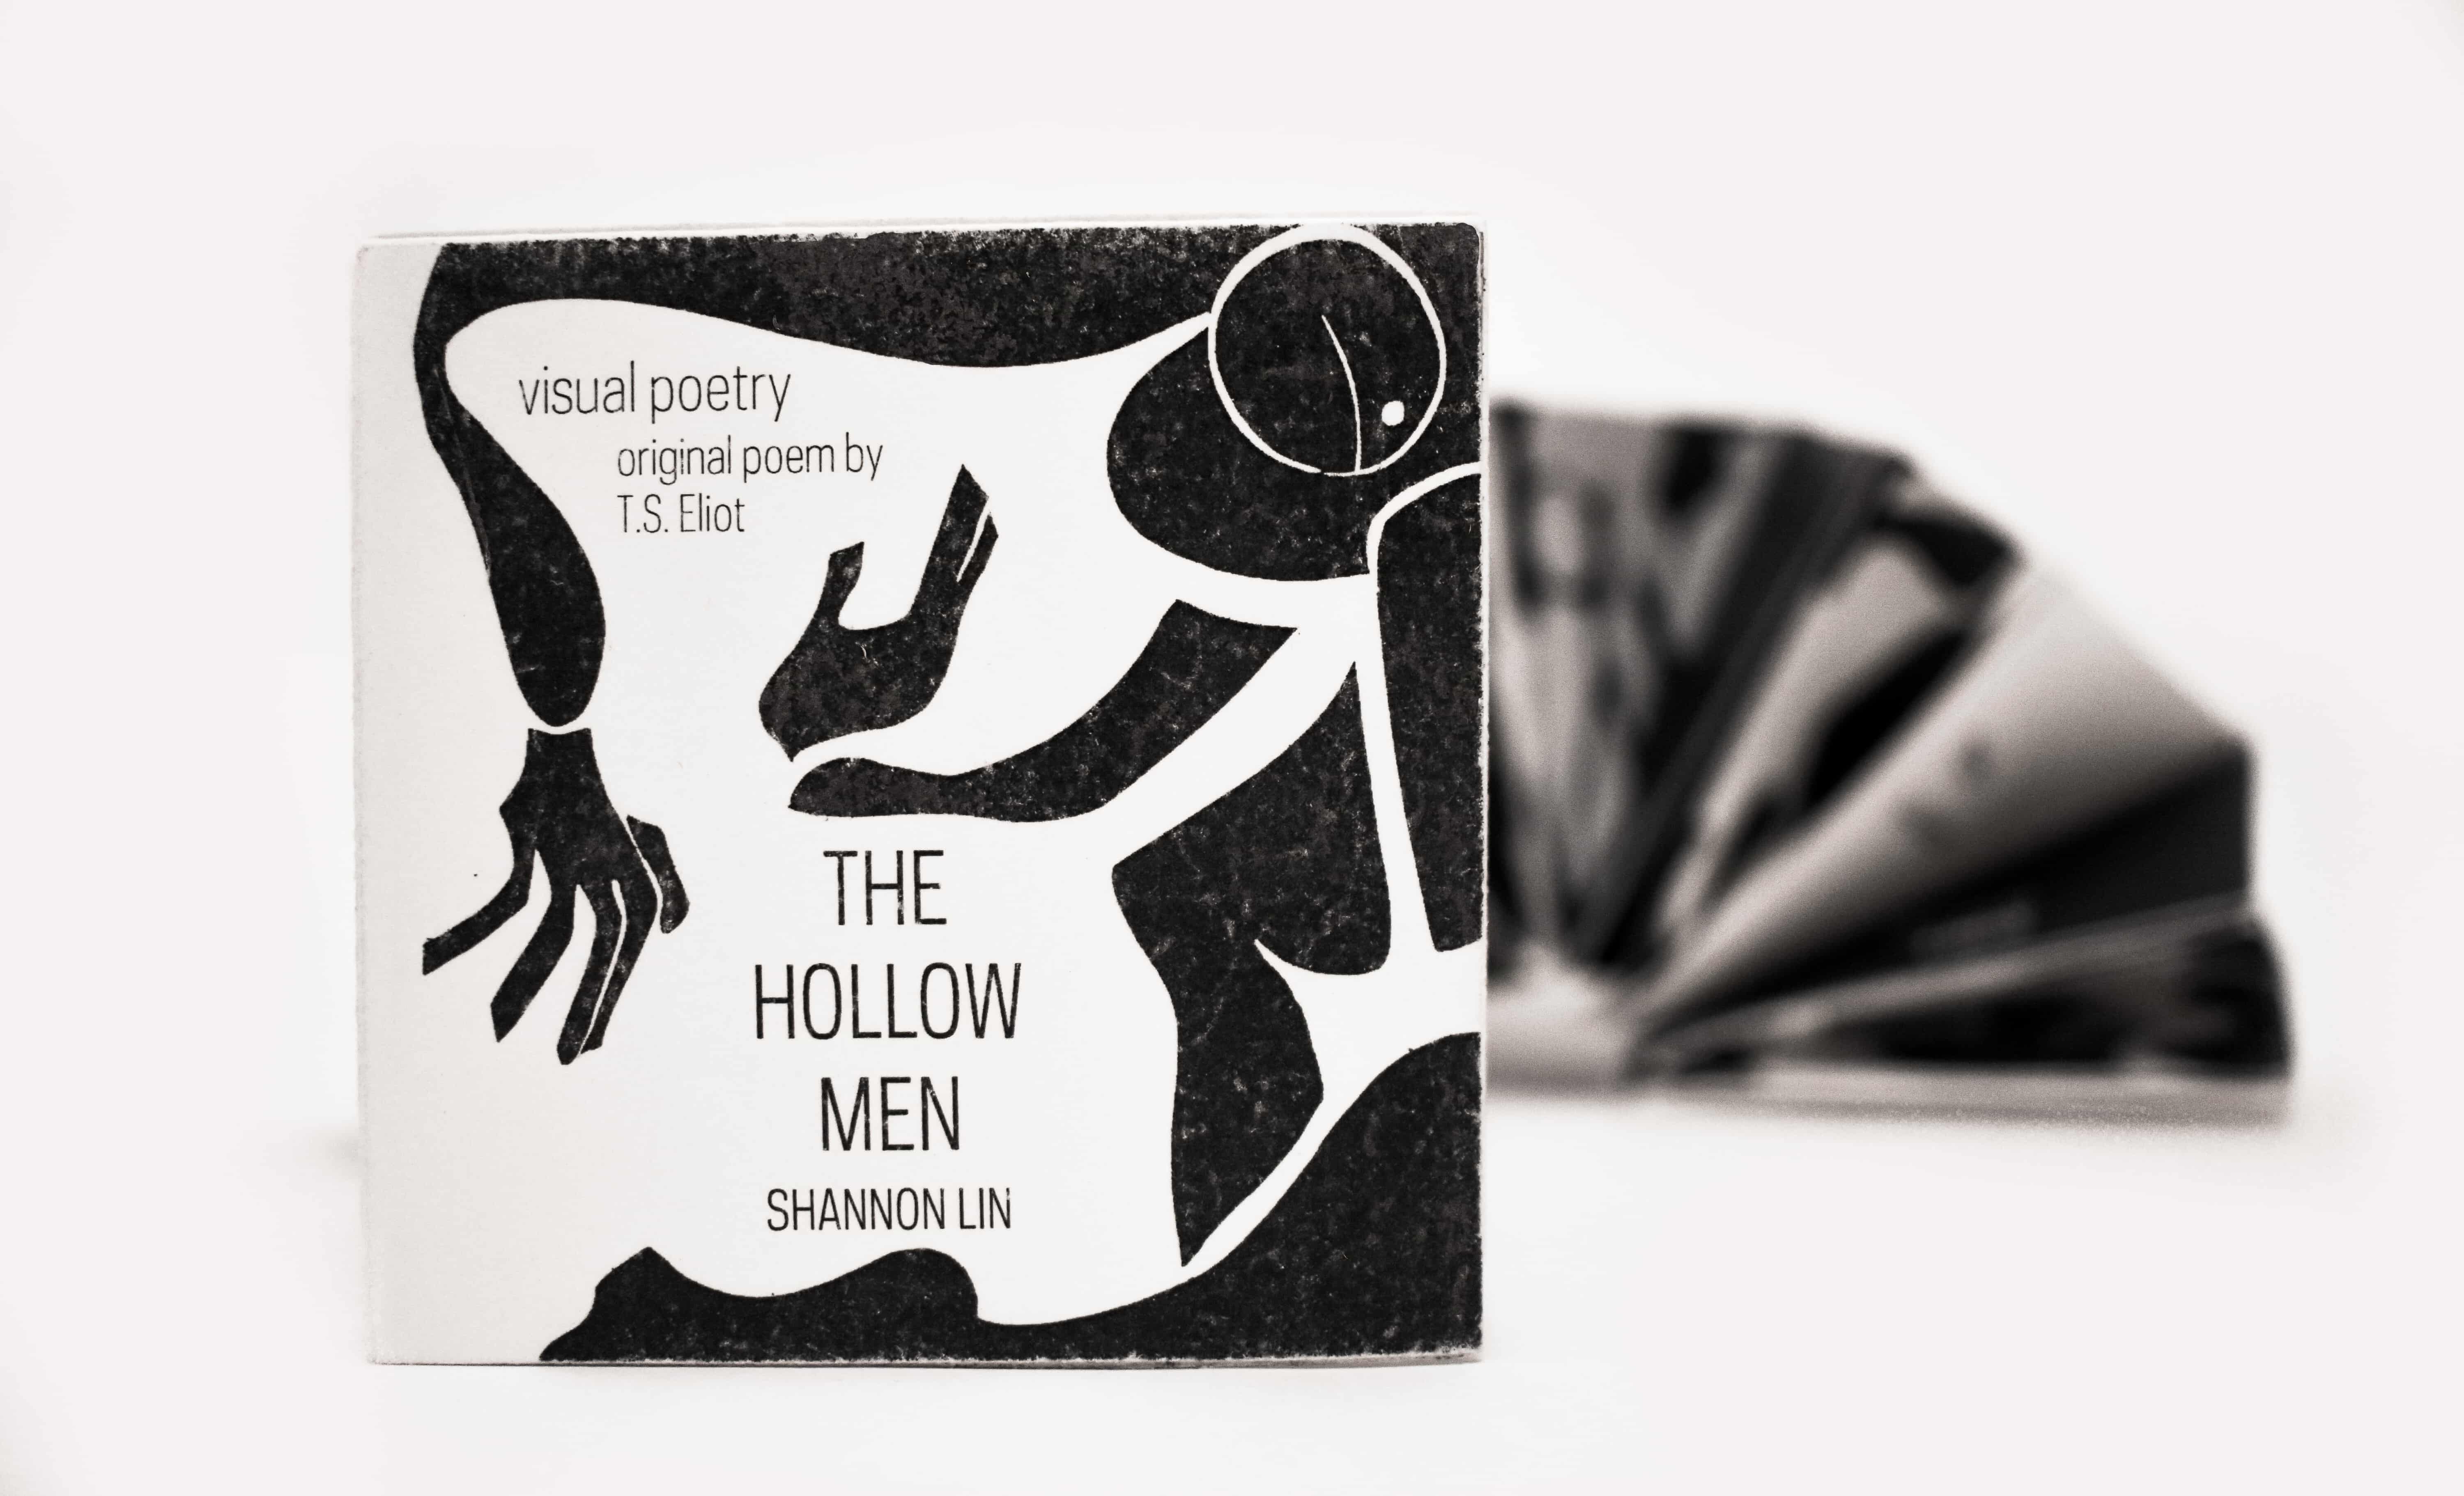 visual poetry
original poem by
T.S. Eliot
THE
HOLLOW
MEN
SHANNON LIN